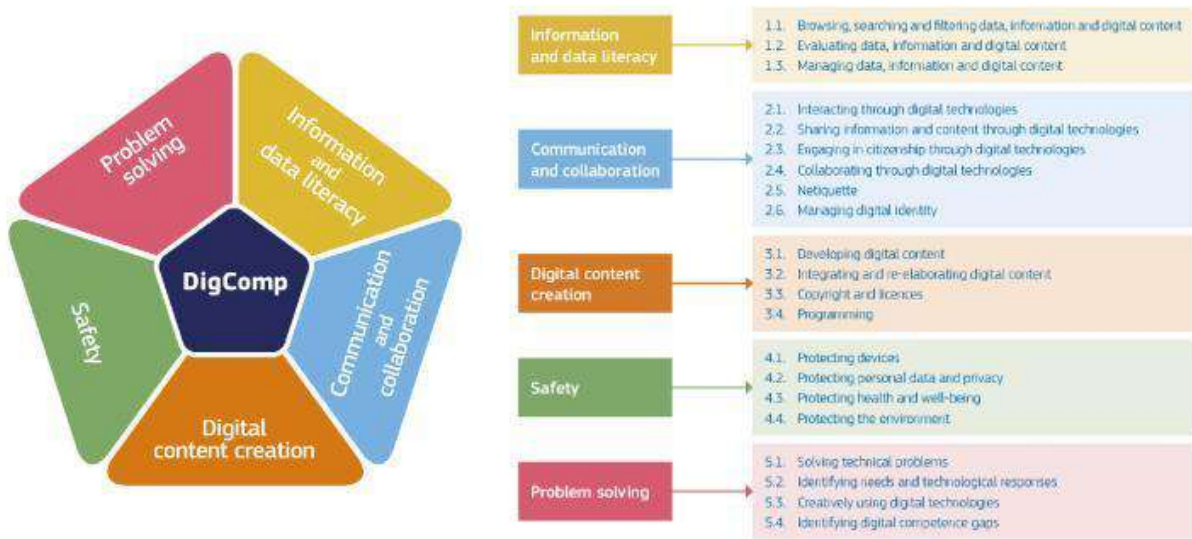 Problem
solving
Information
and
data literacy
DigComp
Safety
Communication
and
collaboration
Digital
content creation
Information
and data literacy
1.1. Browsing, searching and filtering data, information and digital content
1.2. Evaluating data, information and digital content
1.3. Managing data, information and digital content
Communication
and collaboration
2.1. Interacting through digital technologies
2.2. Sharing information and content through digital technologies
2.3. Engaging in citizenship through digital technologies
2.4. Collaborating through digital technologies
2.5. Netiquette
2.6. Managing digital identity
Digital content
creation
3.1. Developing digital content
3.2. Integrating and re-elaborating digital content
3.3. Copyright and licences
3.4. Programming
Safety
4.1. Protecting devices
4.2. Protecting personal data and privacy
4.3. Protecting health and well-being
4.4. Protecting the environment
Problem solving
5.1. Solving technical problems
5.2. Identifying needs and technological responses
5.3. Creatively using digital technologies
5.4. Identifying digital competence gaps